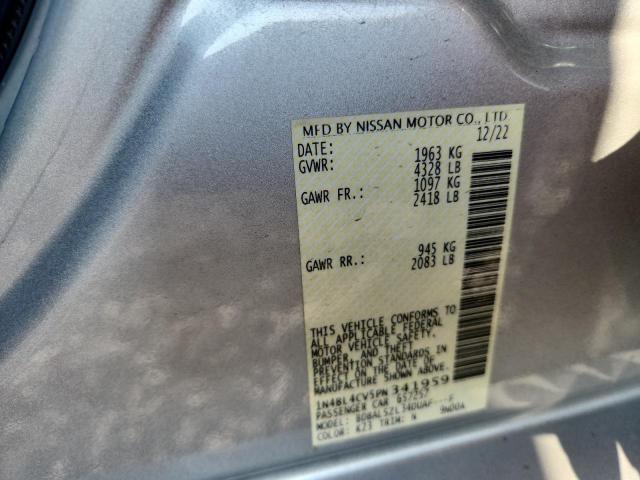 MFD BY NISSAN MOTOR CO., LTD
DATE: 12/22
GVWR: 1963 KG
4328 LB
GAWR FR.: 1097 KG
2418 LB
GAWR RR.: 945 KG
2083 LB
THIS VEHICLE CONFORMS TO
ALL APPLICABLE FEDERAL
MOTOR VEHICLE SAFETY,
BUMPER, AND THEFT
PREVENTION STANDARDS IN
EFFECT ON THE DATE OF
MANUFACTURE SHOWN ABOVE.
1N4BL4CV5PN341959
PASSENGER CAR
COLOR: K23 TRIM: